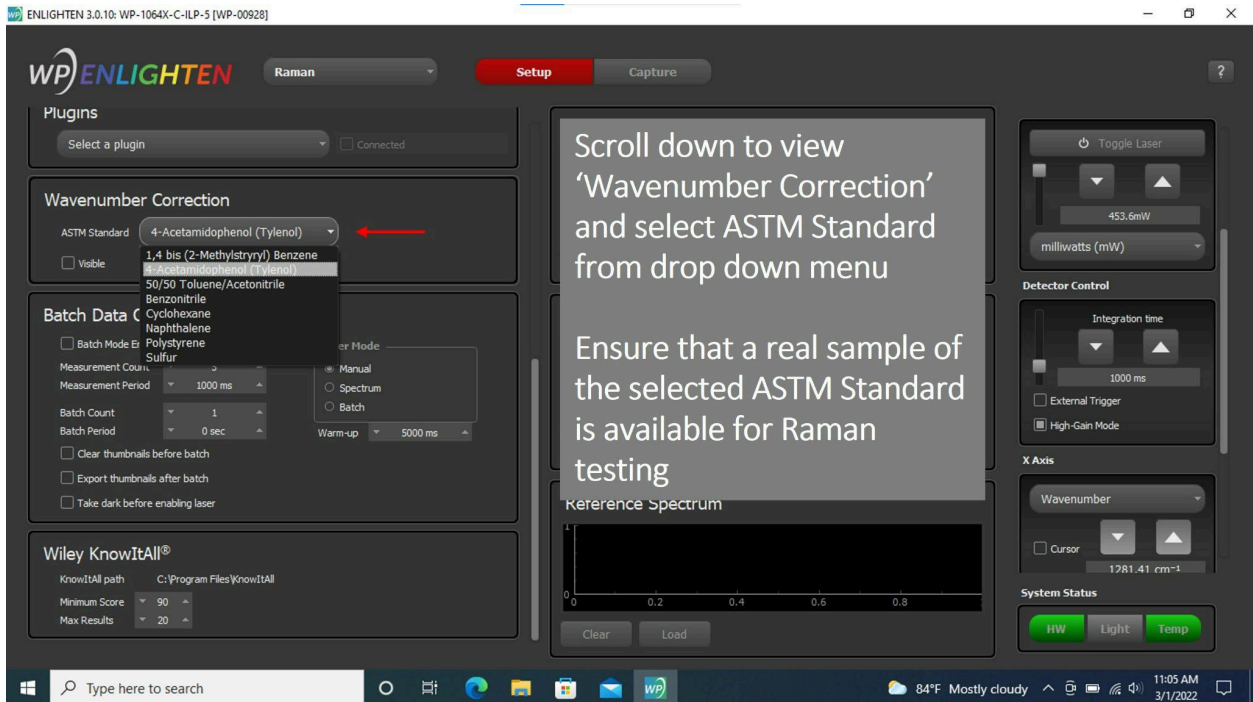 ENLIGHTEN 3.0.10: WP-1064X-C-ILP-5 [WP-00928]
WP ENLIGHTEN
Raman
Setup
Capture
?
Plugins
Select a plugin
Connected
Wavenumber Correction
ASTM Standard
4-Acetamidophenol (Tylenol)
Visible
1,4 bis (2-Methylstryryl) Benzene
4-Acetamidophenol (Tylenol)
50/50 Toluene/Acetonitrile
Benzonitrile
Cyclohexane
Naphthalene
Polystyrene
Sulfur
Batch Data C
Batch Mode En
Measurement Count 5
Measurement Period 1000 ms
Batch Count 1
Batch Period 0 sec
Clear thumbnails before batch
Export thumbnails after batch
Take dark before enabling laser
er Mode
Manual
Spectrum
Batch
Warm-up 5000 ms
Wiley KnowItAll®
KnowItAll path C:\Program Files\KnowItAll
Minimum Score 90
Max Results 20
Scroll down to view
‘Wavenumber Correction’
and select ASTM Standard
from drop down menu
Ensure that a real sample of
the selected ASTM Standard
is available for Raman
testing
Reference Spectrum
1
0
0 0.2 0.4 0.6 0.8
Clear Load
Toggle Laser
453.6mW
milliwatts (mW)
Detector Control
Integration time
1000 ms
External Trigger
High-Gain Mode
X Axis
Wavenumber
Cursor
1281.41 cm⁻¹
System Status
HW Light Temp
Type here to search
WP
84°F Mostly cloudy
11:05 AM
3/1/2022